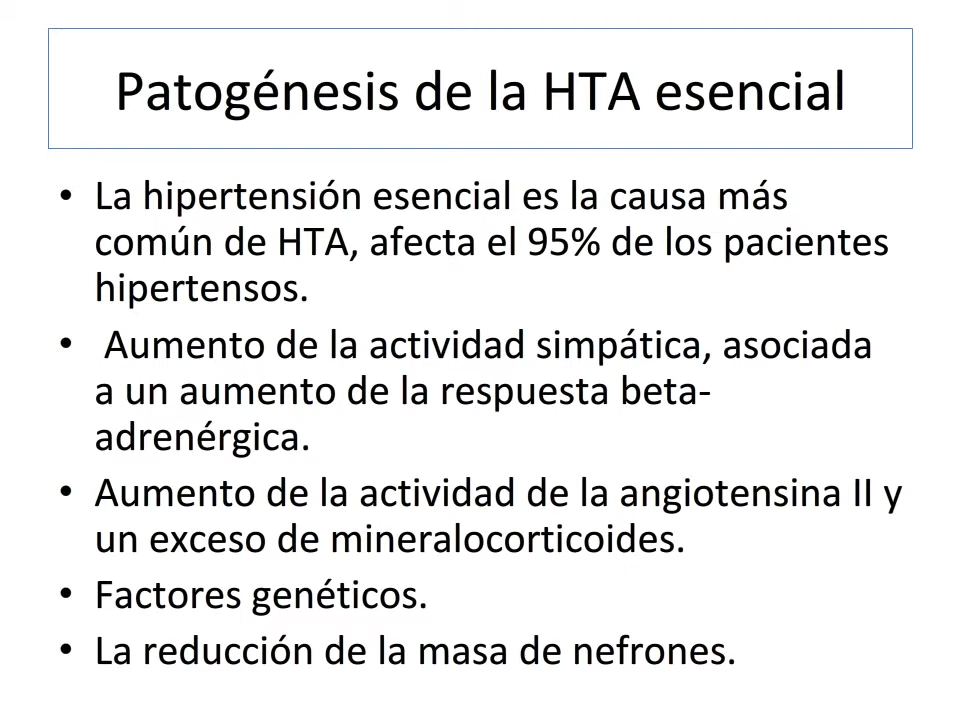 Patogénesis de la HTA esencial
• La hipertensión esencial es la causa más
común de HTA, afecta el 95% de los pacientes
hipertensos.
• Aumento de la actividad simpática, asociada
a un aumento de la respuesta beta-
adrenérgica.
• Aumento de la actividad de la angiotensina II y
un exceso de mineralocorticoides.
• Factores genéticos.
• La reducción de la masa de nefrones.